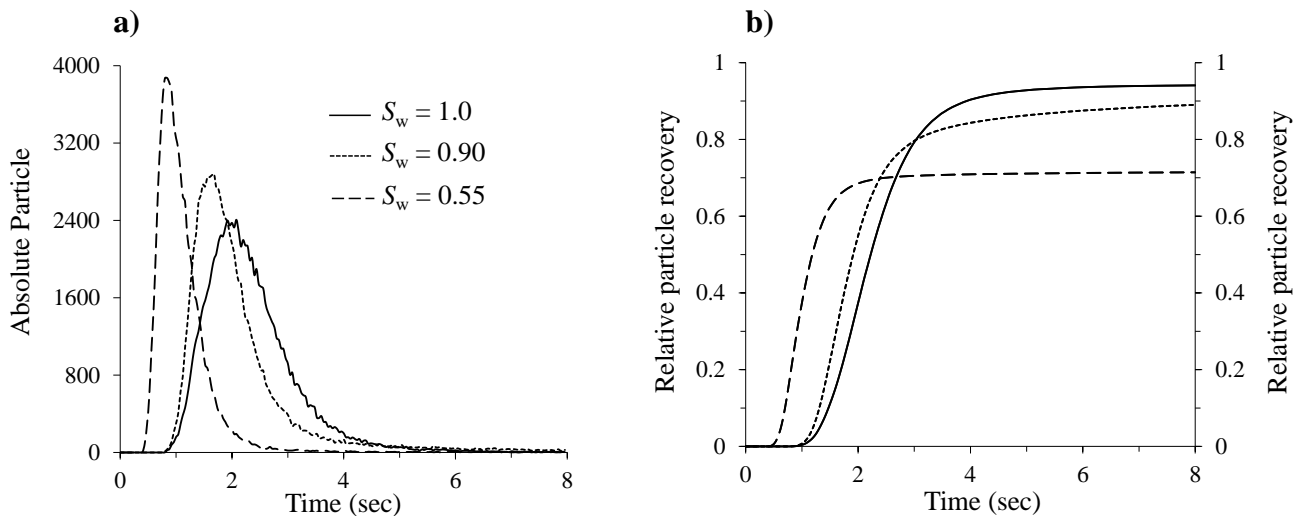 a)
Absolute Particle
4000
3200
2400
1600
800
0
S_w = 1.0
S_w = 0.90
S_w = 0.55
0 2 4 6 8
Time (sec)
b)
Relative particle recovery
1
0.8
0.6
0.4
0.2
0
1
0.8
0.6
0.4
0.2
0
Relative particle recovery
0 2 4 6 8
Time (sec)